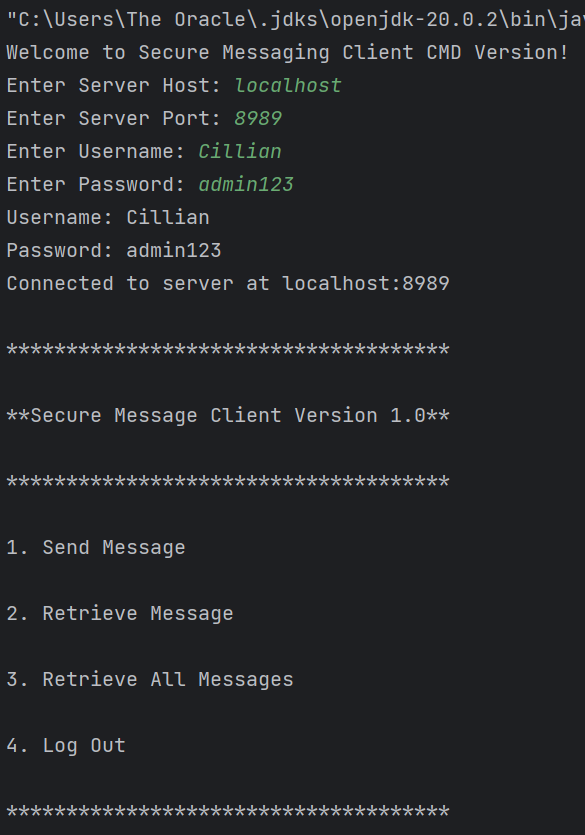 "C:\Users\The Oracle\.jdks\openjdk-20.0.2\bin\jav
Welcome to Secure Messaging Client CMD Version!
Enter Server Host: localhost
Enter Server Port: 8989
Enter Username: Cillian
Enter Password: admin123
Username: Cillian
Password: admin123
Connected to server at localhost:8989
*************************************
**Secure Message Client Version 1.0**
*************************************
1. Send Message
2. Retrieve Message
3. Retrieve All Messages
4. Log Out
*************************************